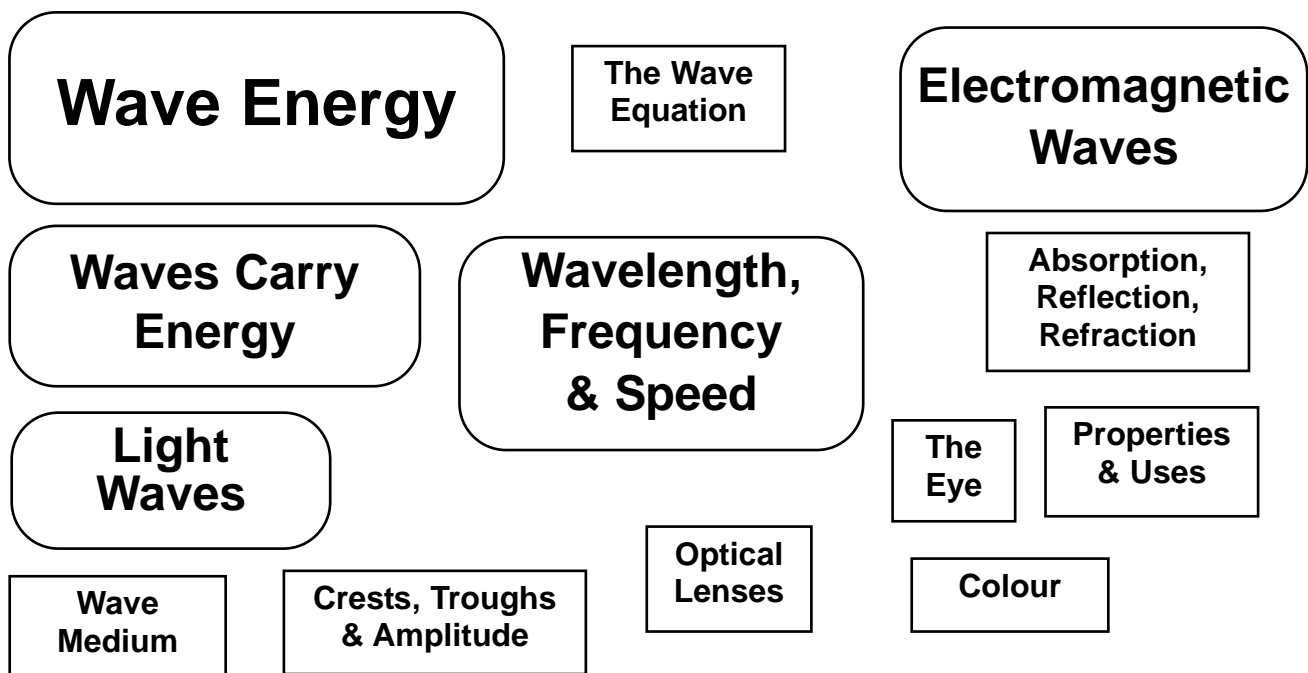 Wave Energy
The Wave
Equation
Electromagnetic
Waves
Waves Carry
Energy
Wavelength,
Frequency
& Speed
Absorption,
Reflection,
Refraction
Light
Waves
The
Eye
Properties
& Uses
Optical
Lenses
Colour
Wave
Medium
Crests, Troughs
& Amplitude